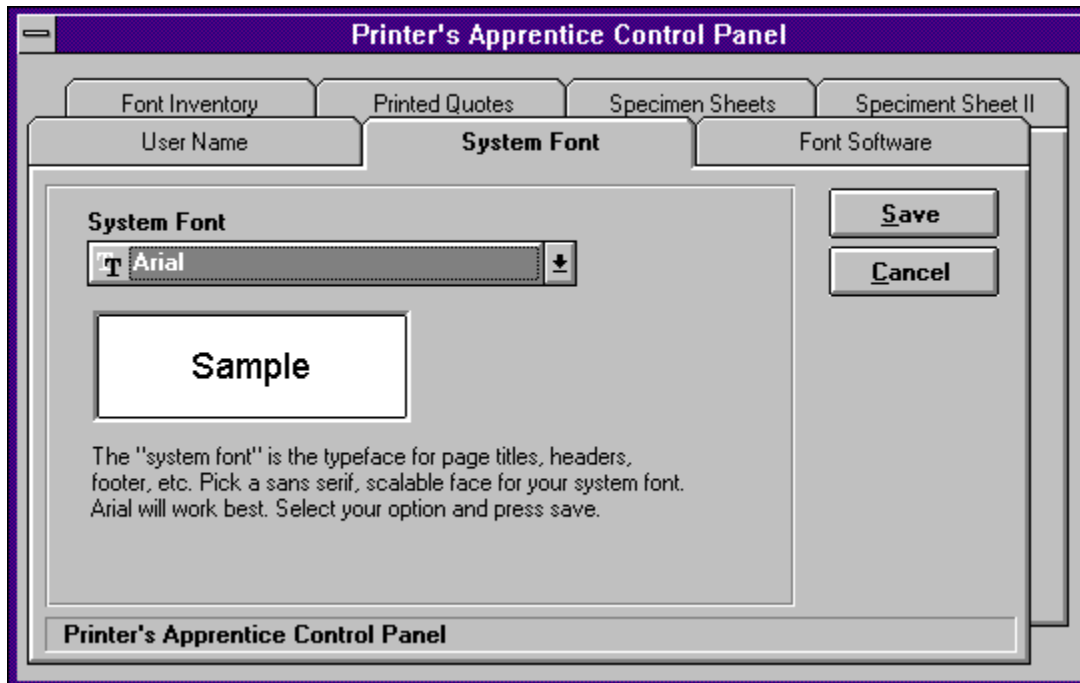 Printer's Apprentice Control Panel
Font Inventory
Printed Quotes
Specimen Sheets
Speciment Sheet II
User Name
System Font
Font Software
System Font
Arial
Sample
The "system font" is the typeface for page titles, headers,
footer, etc. Pick a sans serif, scalable face for your system font.
Arial will work best. Select your option and press save.
Save
Cancel
Printer's Apprentice Control Panel